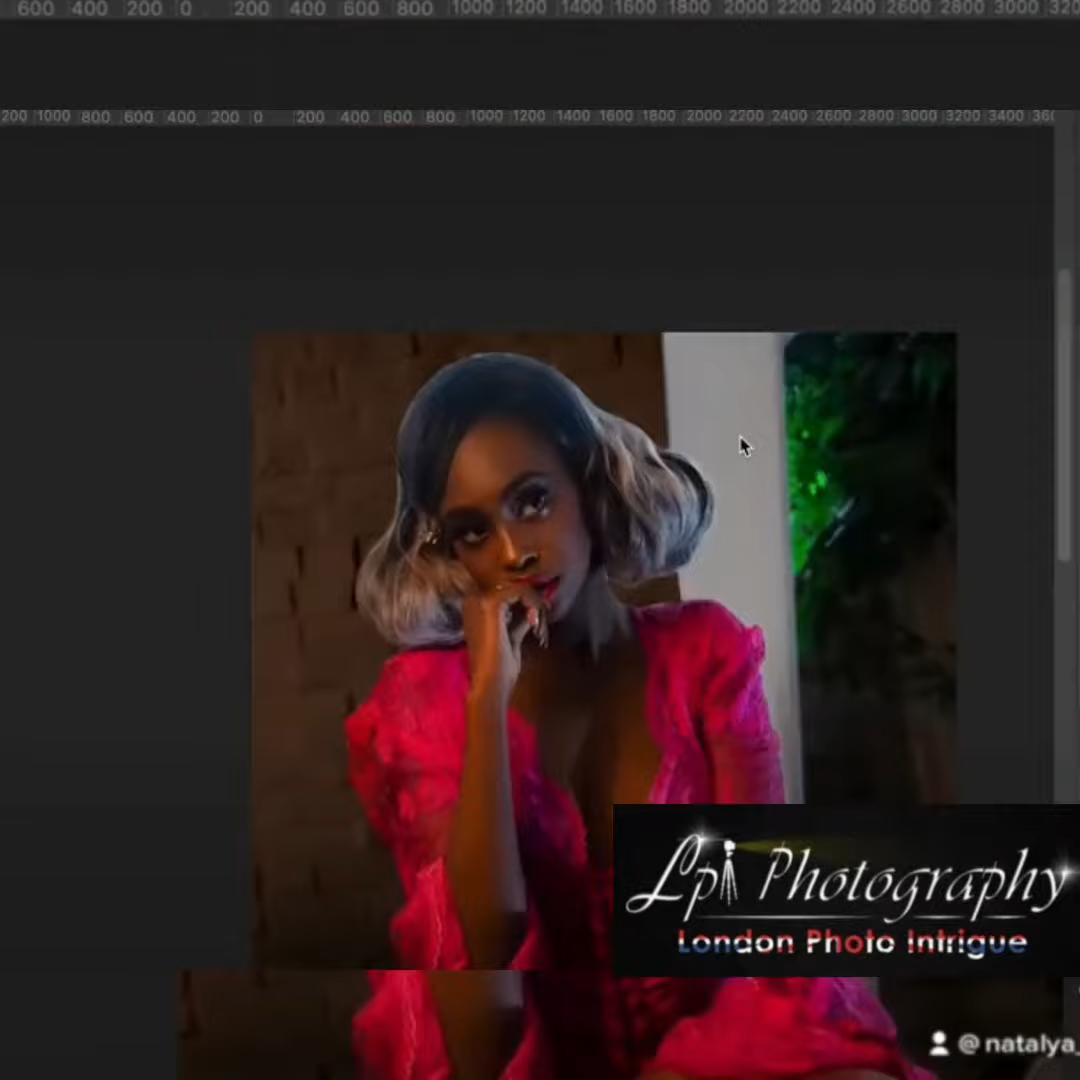 600 400 200 0 200 400 600 800 1000 1200 1400 1600 1800 2000 2200 2400 2600 2800 3000
200 1000 800 600 400 200 0 200 400 600 800 1000 1200 1400 1600 1800 2000 2200 2400 2600 2800 3000 3200 3400
Lpi Photography
London Photo Intrigue
@natalya_